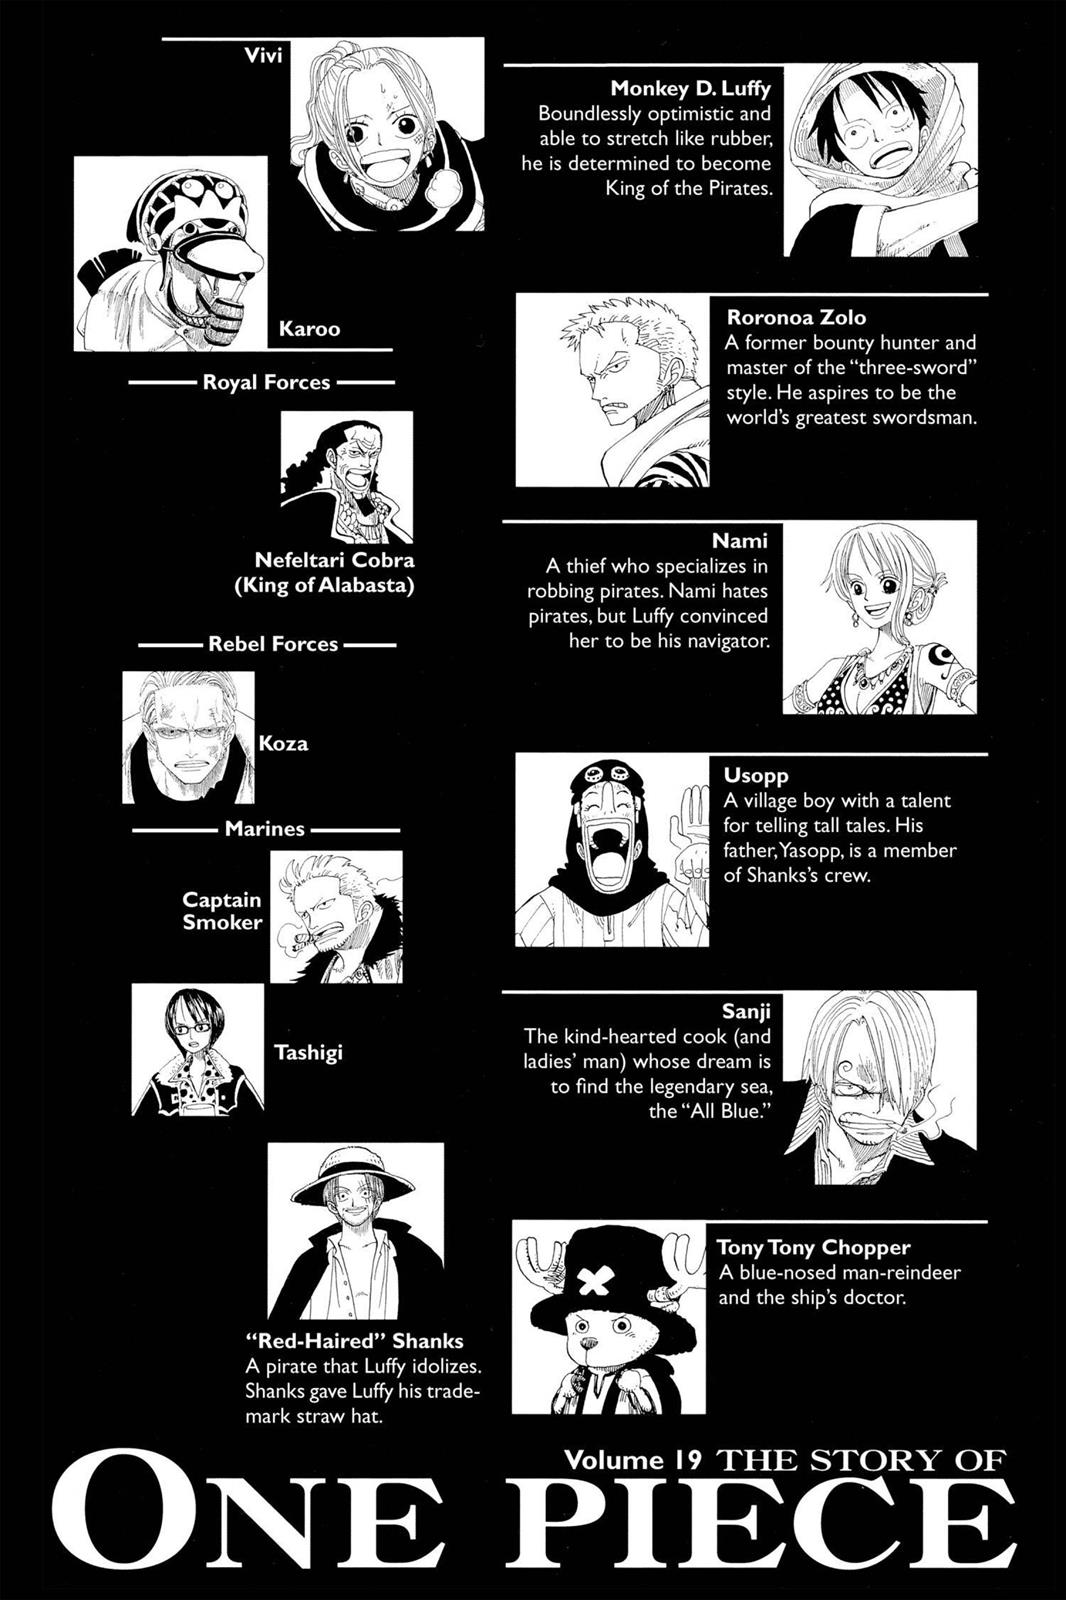 Vivi
Karoo
Royal Forces
Nefeltari Cobra
(King of Alabasta)
Rebel Forces
Koza
Marines
Captain
Smoker
Tashigi
“Red-Haired” Shanks
A pirate that Luffy idolizes.
Shanks gave Luffy his trade-
mark straw hat.
Monkey D. Luffy
Boundlessly optimistic and
able to stretch like rubber,
he is determined to become
King of the Pirates.
Roronoa Zolo
A former bounty hunter and
master of the “three-sword”
style. He aspires to be the
world’s greatest swordsman.
Nami
A thief who specializes in
robbing pirates. Nami hates
pirates, but Luffy convinced
her to be his navigator.
Usopp
A village boy with a talent
for telling tall tales. His
father, Yasopp, is a member
of Shanks’s crew.
Sanji
The kind-hearted cook (and
ladies’ man) whose dream is
to find the legendary sea,
the “All Blue.”
Tony Tony Chopper
A blue-nosed man-reindeer
and the ship’s doctor.
Volume 19 THE STORY OF
ONE PIECE